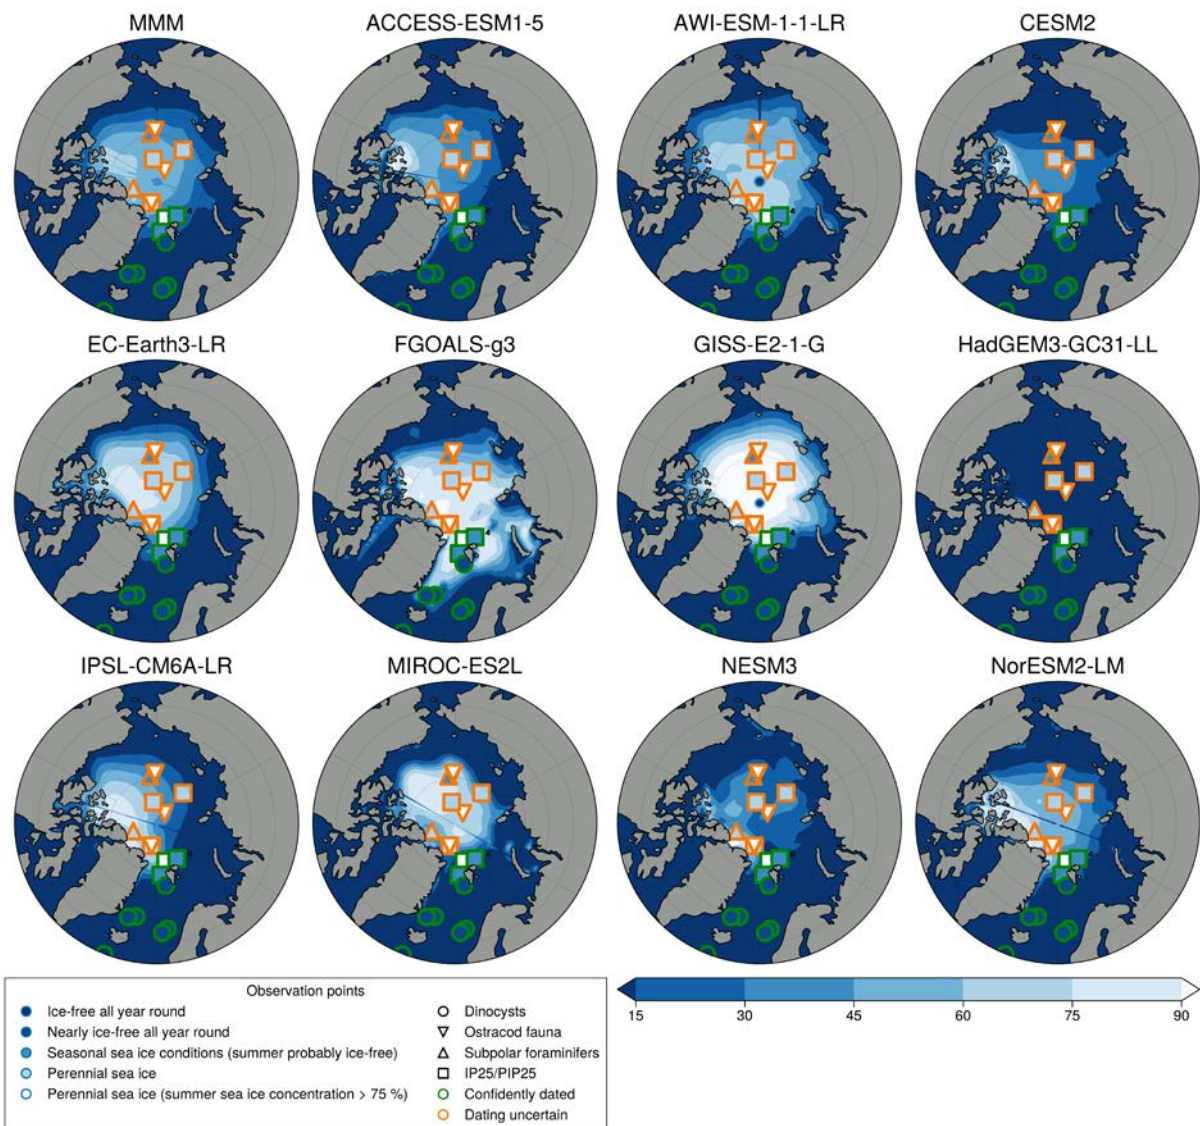 MMM ACCESS-ESM1-5 AWI-ESM-1-1-LR CESM2
EC-Earth3-LR FGOALS-g3 GISS-E2-1-G HadGEM3-GC31-LL
IPSL-CM6A-LR MIROC-ES2L NESM3 NorESM2-LM
Observation points
Ice-free all year round
Nearly ice-free all year round
Seasonal sea ice conditions (summer probably ice-free)
Perennial sea ice
Perennial sea ice (summer sea ice concentration > 75 %)
Dinocysts
Ostracod fauna
Subpolar foraminifers
IP25/PIP25
Confidently dated
Dating uncertain
15 30 45 60 75 90